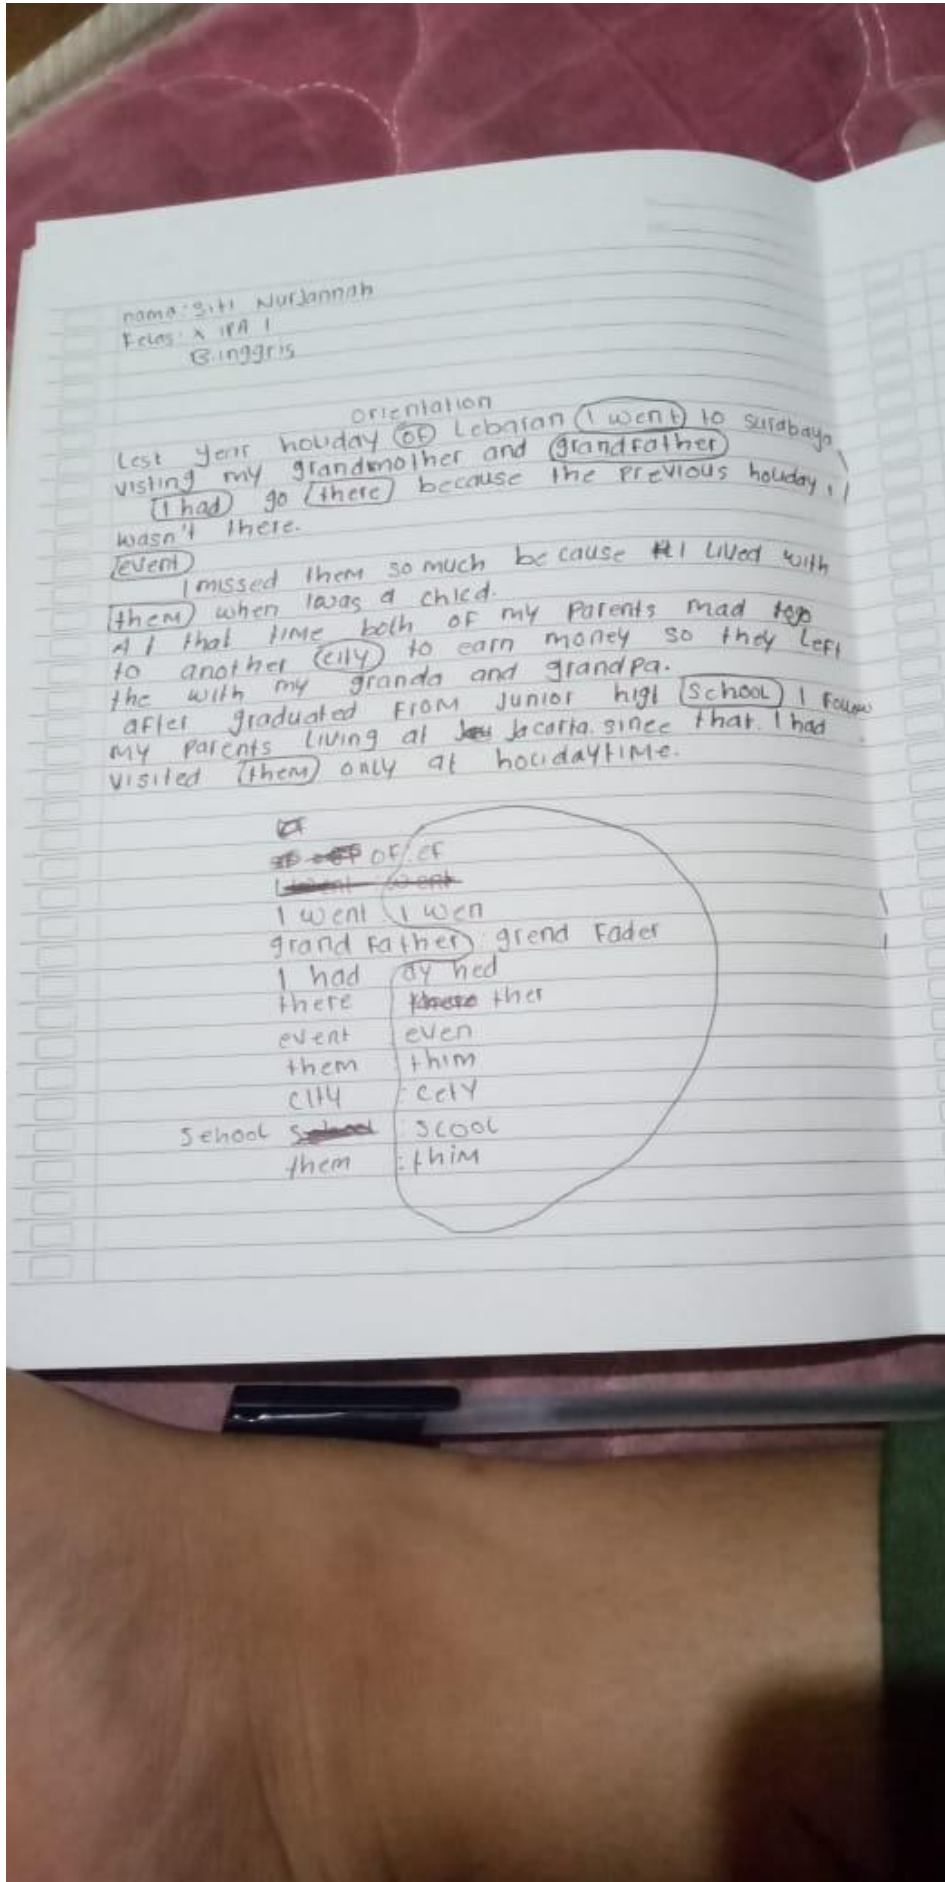 nama: Siti Nurjannah
Kelas: X IPA 1
B. inggris
orientation
Lest year holiday of Lebaran I went to surabaya
visting my grandmother and grandfather
I had go there because the previous holiday, I
wasn't there.
event
I missed them so much because I lived with
them when I was a child.
At that time both of my parents mad
to another city to earn money so they left
the with my granda and grandpa.
after graduated from junior higt school I follow
my parents living at Jacarta. since that. I had
visited them only at holidaytime.
of : ef
I went : I wen
grand father : grend Fader
I had ay hed
there ther
event even
them thim
city : cety
School : scool
them : thim